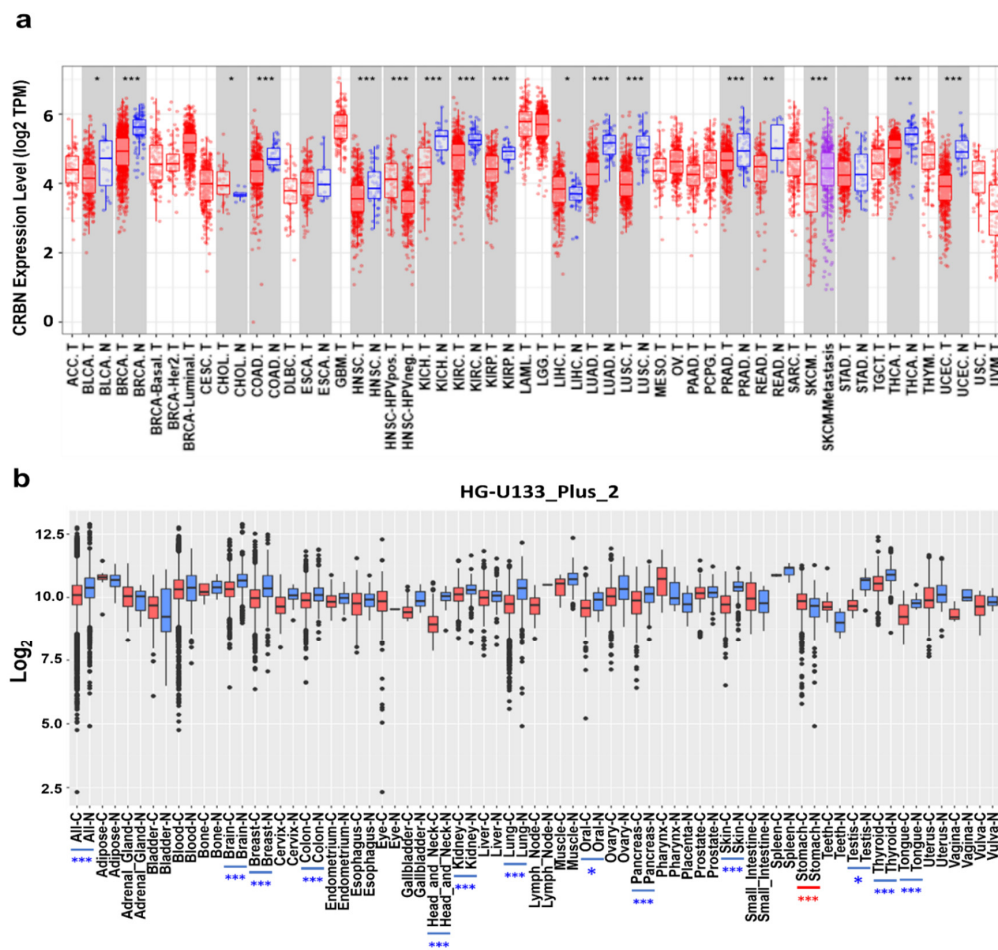 a
* *** * *** *** *** *** *** *** * *** *** *** ** *** *** ***
CRBN Expression Level (log2 TPM)
6
4
2
0
ACC. T
BLCA. T
BLCA. N
BRCA. T
BRCA. N
BRCA-Basal. T
BRCA-Her2. T
BRCA-Luminal. T
CESC. T
CHOL. T
CHOL. N
COAD. T
COAD. N
DLBC. T
ESCA. T
ESCA. N
GBM. T
HNSC. T
HNSC. N
HNSC-HPVpos. T
HNSC-HPVneg. T
KICH. T
KICH. N
KIRC. T
KIRC. N
KIRP. T
KIRP. N
LAML. T
LGG. T
LIHC. T
LIHC. N
LUAD. T
LUAD. N
LUSC. T
LUSC. N
MESO. T
OV. T
PAAD. T
PCPG. T
PRAD. T
PRAD. N
READ. T
READ. N
SARC. T
SKCM. T
SKCM-Metastasis
STAD. T
STAD. N
TGCT. T
THCA. T
THCA. N
THYM. T
UCEC. T
UCEC. N
USC. T
UVM. T
b
HG-U133_Plus_2
Log2
12.5
10.0
7.5
5.0
2.5
All-C
All-N
Adipose-C
Adipose-N
Adrenal_Gland-C
Adrenal_Gland-N
Bladder-C
Bladder-N
Blood-C
Blood-N
Bone-C
Bone-N
Brain-C
Brain-N
Breast-C
Breast-N
Cervix-C
Cervix-N
Colon-C
Colon-N
Endometrium-C
Endometrium-N
Esophagus-C
Esophagus-N
Eye-C
Eye-N
Gallbladder-C
Gallbladder-N
Head_and_Neck-C
Head_and_Neck-N
Kidney-C
Kidney-N
Liver-C
Liver-N
Lung-C
Lung-N
Lymph_Node-C
Lymph_Node-N
Muscle-C
Muscle-N
Oral-C
Oral-N
Ovary-C
Ovary-N
Pancreas-C
Pancreas-N
Pharynx-C
Pharynx-N
Placenta-N
Prostate-C
Prostate-N
Skin-C
Skin-N
Small_Intestine-C
Small_Intestine-N
Spleen-C
Spleen-N
Stomach-C
Stomach-N
Teeth-C
Teeth-N
Testis-C
Testis-N
Thyroid-C
Thyroid-N
Tongue-C
Tongue-N
Uterus-C
Uterus-N
Vagina-C
Vagina-N
Vulva-C
Vulva-N
*** *** *** *** *** *** *** * *** *** *** * *** ***